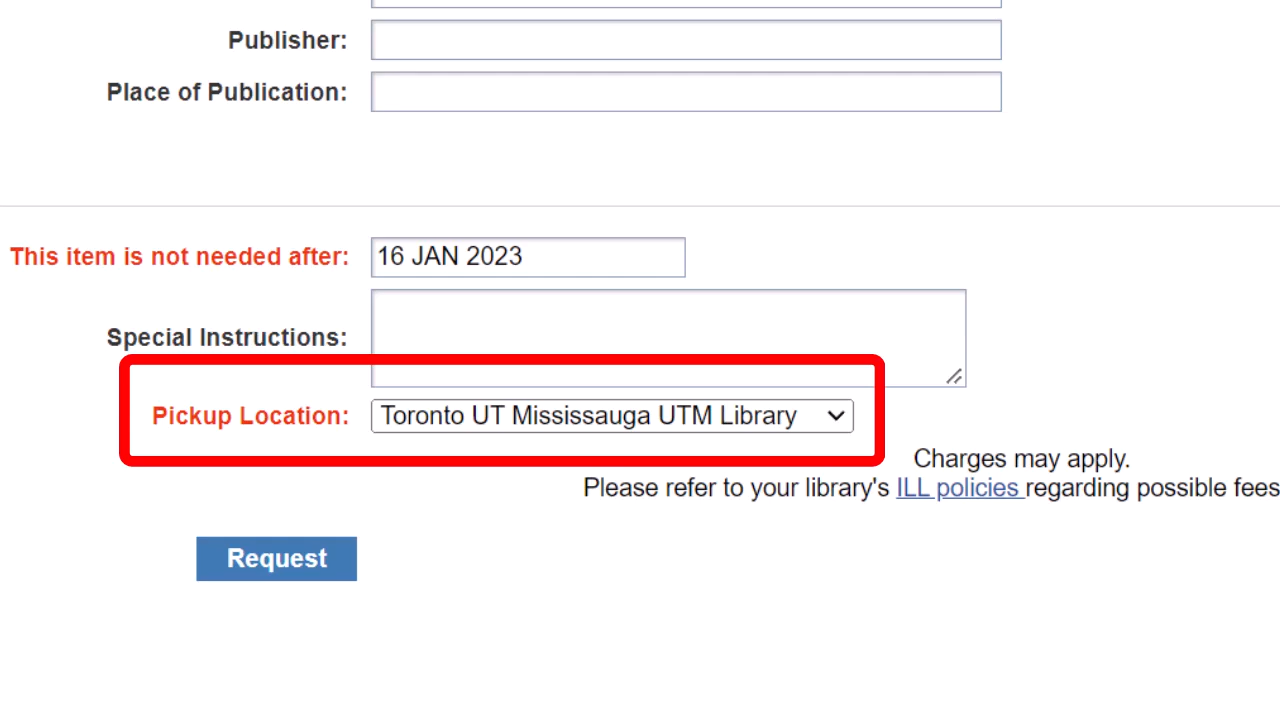 Publisher:
Place of Publication:
This item is not needed after: 16 JAN 2023
Special Instructions:
Pickup Location: Toronto UT Mississauga UTM Library
Charges may apply.
Please refer to your library's ILL policies regarding possible fees
Request